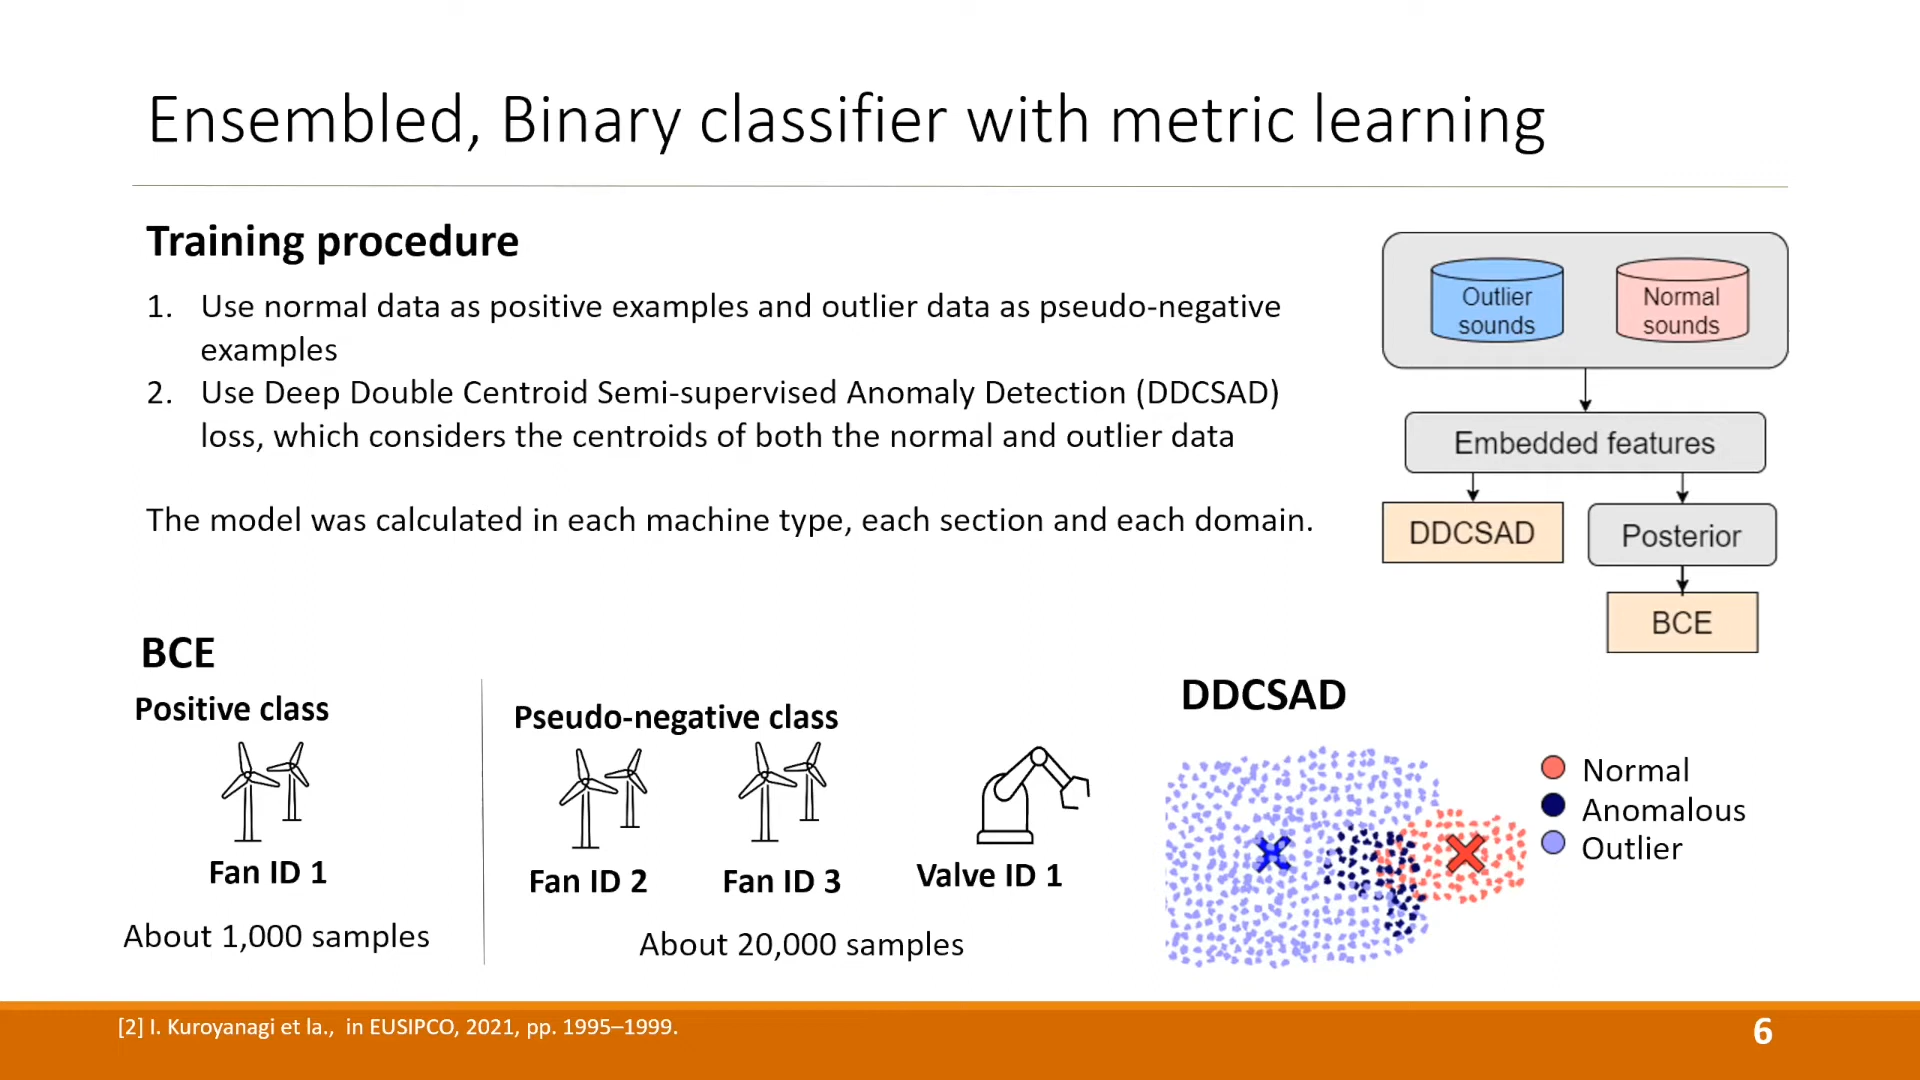 Ensembled, Binary classifier with metric learning
Training procedure
1. Use normal data as positive examples and outlier data as pseudo-negative
examples
2. Use Deep Double Centroid Semi-supervised Anomaly Detection (DDCSAD)
loss, which considers the centroids of both the normal and outlier data
The model was calculated in each machine type, each section and each domain.
Outlier
sounds
Normal
sounds
Embedded features
DDCSAD
Posterior
BCE
BCE
Positive class
Fan ID 1
About 1,000 samples
Pseudo-negative class
Fan ID 2
Fan ID 3
Valve ID 1
About 20,000 samples
DDCSAD
Normal
Anomalous
Outlier
[2] I. Kuroyanagi et la., in EUSIPCO, 2021, pp. 1995–1999.
6